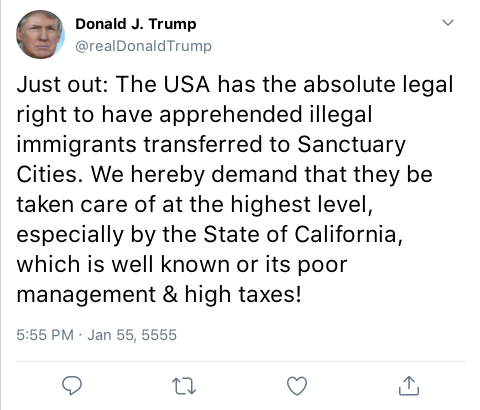 Donald J. Trump
@realDonaldTrump
Just out: The USA has the absolute legal
right to have apprehended illegal
immigrants transferred to Sanctuary
Cities. We hereby demand that they be
taken care of at the highest level,
especially by the State of California,
which is well known or its poor
management & high taxes!
5:55 PM · Jan 55, 5555